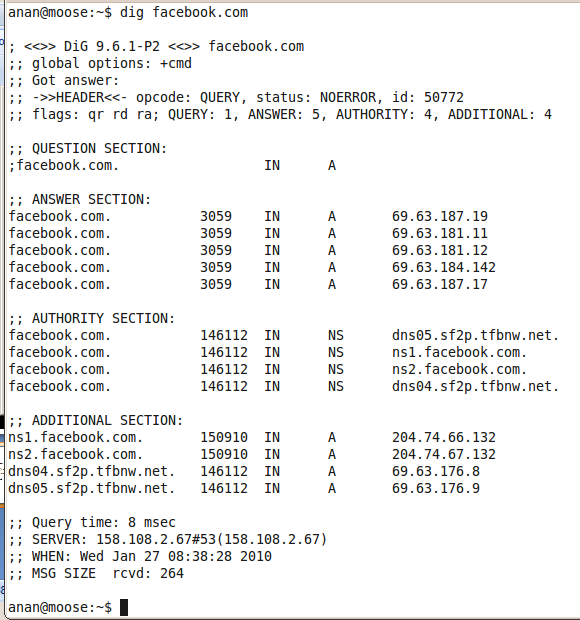 anan@moose:~$ dig facebook.com
; <<>> DiG 9.6.1-P2 <<>> facebook.com
;; global options: +cmd
;; Got answer:
;; ->>HEADER<<- opcode: QUERY, status: NOERROR, id: 50772
;; flags: qr rd ra; QUERY: 1, ANSWER: 5, AUTHORITY: 4, ADDITIONAL: 4
;; QUESTION SECTION:
;facebook.com. IN A
;; ANSWER SECTION:
facebook.com. 3059 IN A 69.63.187.19
facebook.com. 3059 IN A 69.63.181.11
facebook.com. 3059 IN A 69.63.181.12
facebook.com. 3059 IN A 69.63.184.142
facebook.com. 3059 IN A 69.63.187.17
;; AUTHORITY SECTION:
facebook.com. 146112 IN NS dns05.sf2p.tfbnw.net.
facebook.com. 146112 IN NS ns1.facebook.com.
facebook.com. 146112 IN NS ns2.facebook.com.
facebook.com. 146112 IN NS dns04.sf2p.tfbnw.net.
;; ADDITIONAL SECTION:
ns1.facebook.com. 150910 IN A 204.74.66.132
ns2.facebook.com. 150910 IN A 204.74.67.132
dns04.sf2p.tfbnw.net. 146112 IN A 69.63.176.8
dns05.sf2p.tfbnw.net. 146112 IN A 69.63.176.9
;; Query time: 8 msec
;; SERVER: 158.108.2.67#53(158.108.2.67)
;; WHEN: Wed Jan 27 08:38:28 2010
;; MSG SIZE  rcvd: 264
anan@moose:~$